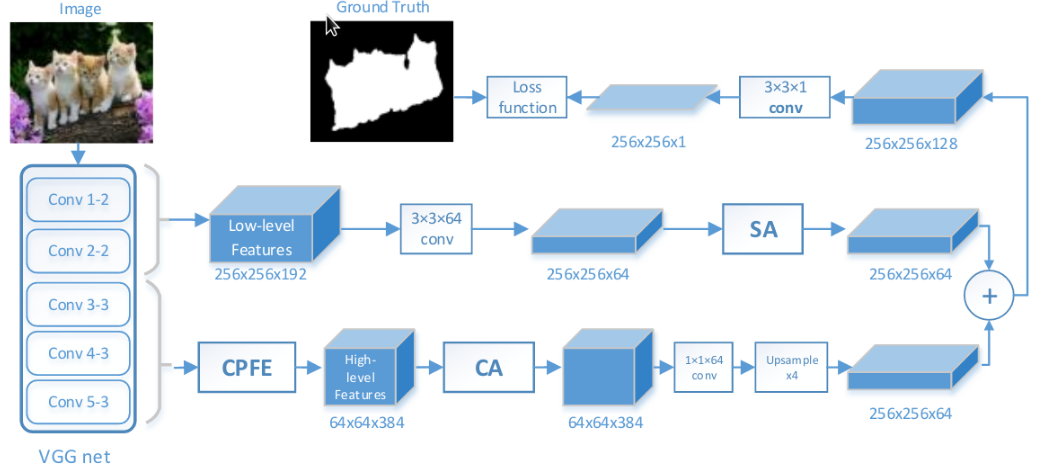 Image
Ground Truth
Loss
function
256x256x1
3×3×1
conv
256x256x128
Conv 1-2
Conv 2-2
Conv 3-3
Conv 4-3
Conv 5-3
VGG net
Low-level
Features
256x256x192
3×3×64
conv
256x256x64
SA
256x256x64
+
CPFE
High-
level
Features
64x64x384
CA
64x64x384
1×1×64
conv
Upsample
x4
256x256x64